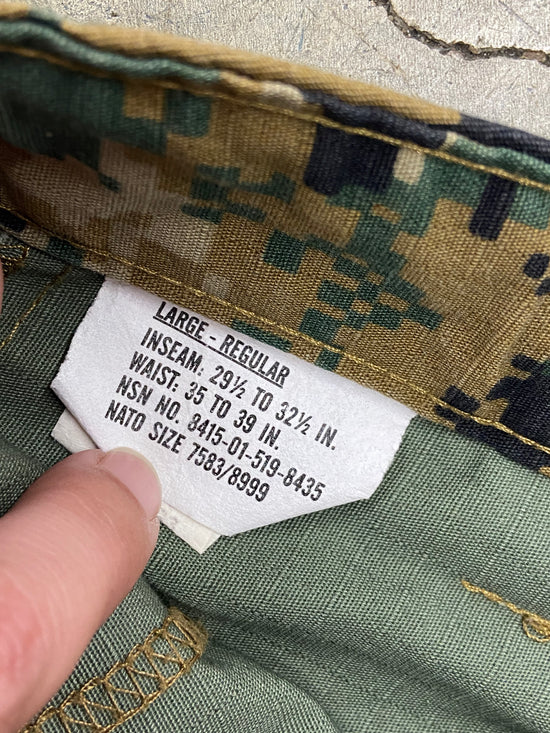 LARGE - REGULAR
INSEAM: 29½ TO 32½ IN.
WAIST: 35 TO 39 IN.
NSN NO. 8415-01-519-8435
NATO SIZE 7583/8999